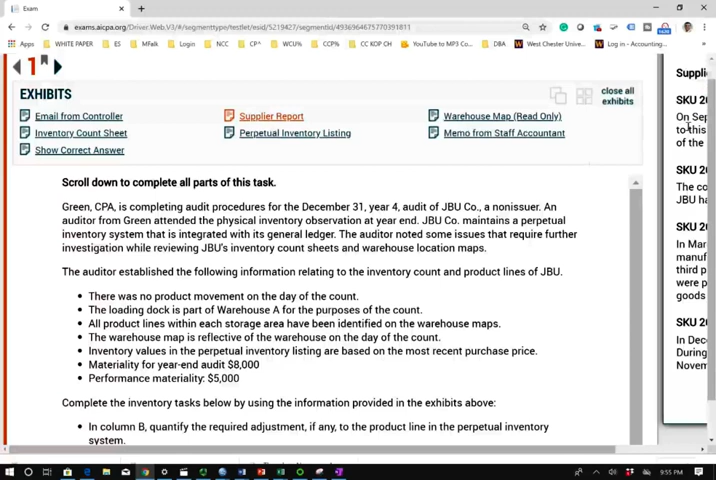 Exam
exams.aicpa.org/Driver.Web.V3/#/segmenttype/testlet/esid/5219427/segmentid/4936964675770391811
Apps WHITE PAPER ES MFalk Login NCC CP^ WCU% CCP% CC KOP CH YouTube to MP3 Co... DBA West Chester Unive... Log in - Accounting...
1
EXHIBITS
close all
exhibits
Email from Controller Supplier Report Warehouse Map (Read Only)
Inventory Count Sheet Perpetual Inventory Listing Memo from Staff Accountant
Show Correct Answer
Scroll down to complete all parts of this task.
Green, CPA, is completing audit procedures for the December 31, year 4, audit of JBU Co., a nonissuer. An
auditor from Green attended the physical inventory observation at year end. JBU Co. maintains a perpetual
inventory system that is integrated with its general ledger. The auditor noted some issues that require further
investigation while reviewing JBU's inventory count sheets and warehouse location maps.
The auditor established the following information relating to the inventory count and product lines of JBU.
• There was no product movement on the day of the count.
• The loading dock is part of Warehouse A for the purposes of the count.
• All product lines within each storage area have been identified on the warehouse maps.
• The warehouse map is reflective of the warehouse on the day of the count.
• Inventory values in the perpetual inventory listing are based on the most recent purchase price.
• Materiality for year-end audit $8,000
• Performance materiality: $5,000
Complete the inventory tasks below by using the information provided in the exhibits above:
• In column B, quantify the required adjustment, if any, to the product line in the perpetual inventory
system.
Supplie
SKU 20
On Sep
to this
of the
SKU 20
The co
JBU ha
SKU 20
In Mar
manuf
third p
were p
goods
SKU 20
In Dec
During
Novem
9:55 PM